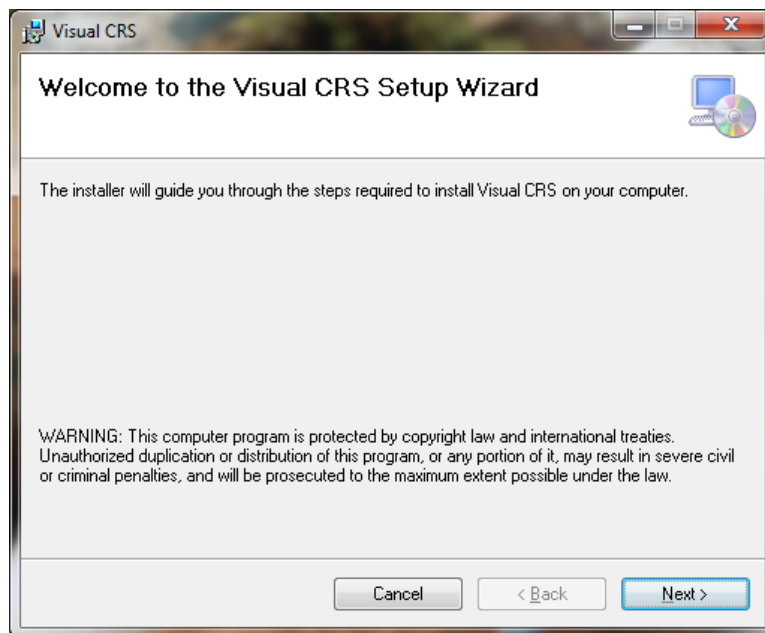 Visual CRS
Welcome to the Visual CRS Setup Wizard
The installer will guide you through the steps required to install Visual CRS on your computer.
WARNING: This computer program is protected by copyright law and international treaties.
Unauthorized duplication or distribution of this program, or any portion of it, may result in severe civil
or criminal penalties, and will be prosecuted to the maximum extent possible under the law.
Cancel < Back Next >